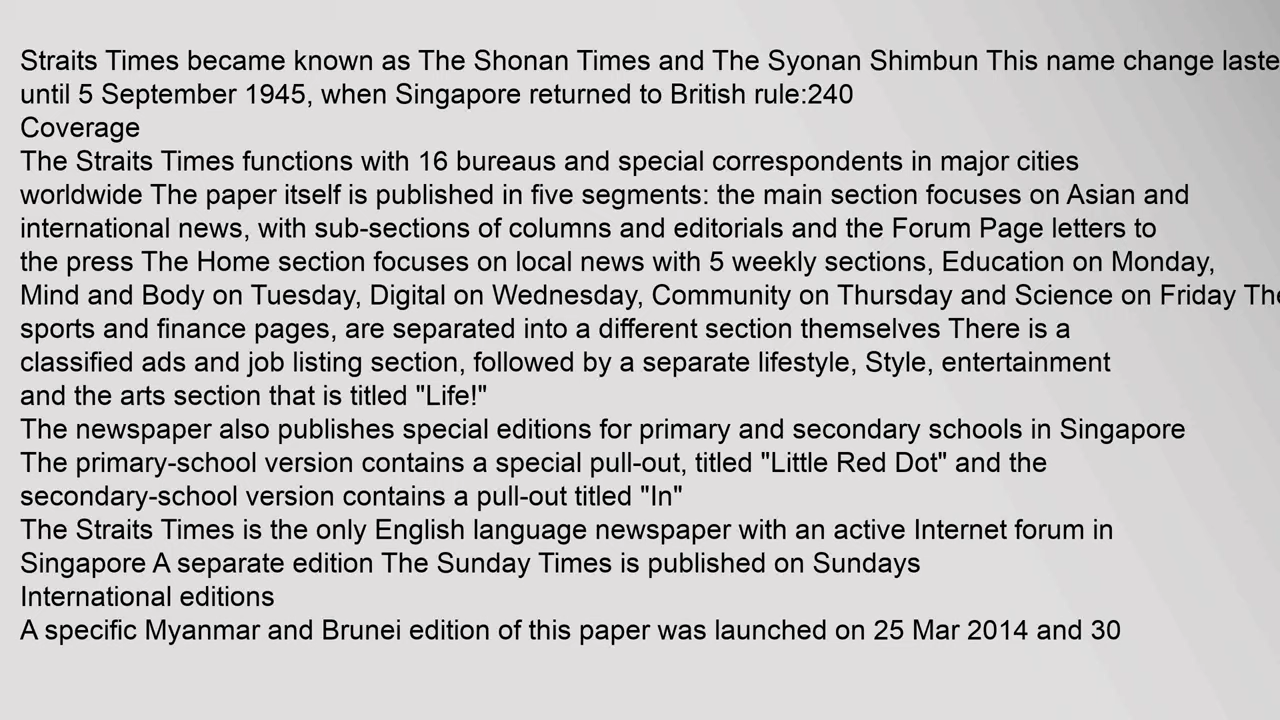 Straits Times became known as The Shonan Times and The Syonan Shimbun This name change laste
until 5 September 1945, when Singapore returned to British rule:240
Coverage
The Straits Times functions with 16 bureaus and special correspondents in major cities
worldwide The paper itself is published in five segments: the main section focuses on Asian and
international news, with sub-sections of columns and editorials and the Forum Page letters to
the press The Home section focuses on local news with 5 weekly sections, Education on Monday,
Mind and Body on Tuesday, Digital on Wednesday, Community on Thursday and Science on Friday The
sports and finance pages, are separated into a different section themselves There is a
classified ads and job listing section, followed by a separate lifestyle, Style, entertainment
and the arts section that is titled "Life!"
The newspaper also publishes special editions for primary and secondary schools in Singapore
The primary-school version contains a special pull-out, titled "Little Red Dot" and the
secondary-school version contains a pull-out titled "In"
The Straits Times is the only English language newspaper with an active Internet forum in
Singapore A separate edition The Sunday Times is published on Sundays
International editions
A specific Myanmar and Brunei edition of this paper was launched on 25 Mar 2014 and 30